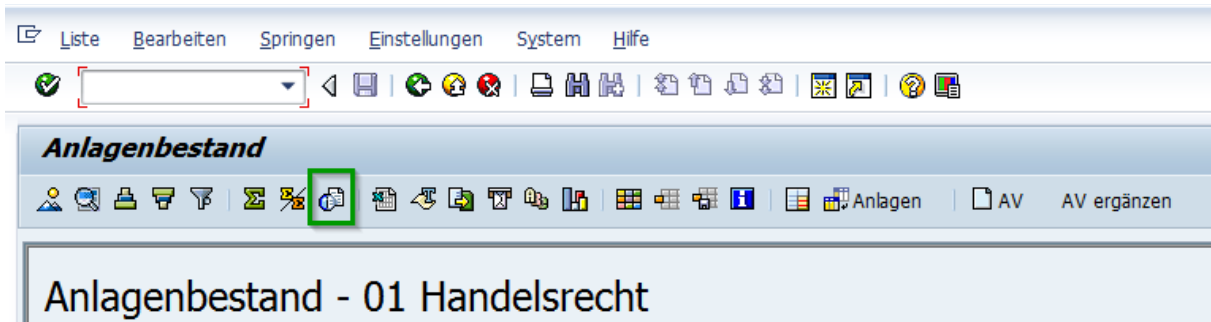 Liste Bearbeiten Springen Einstellungen System Hilfe
Anlagenbestand
Anlagen AV AV ergänzen
Anlagenbestand - 01 Handelsrecht